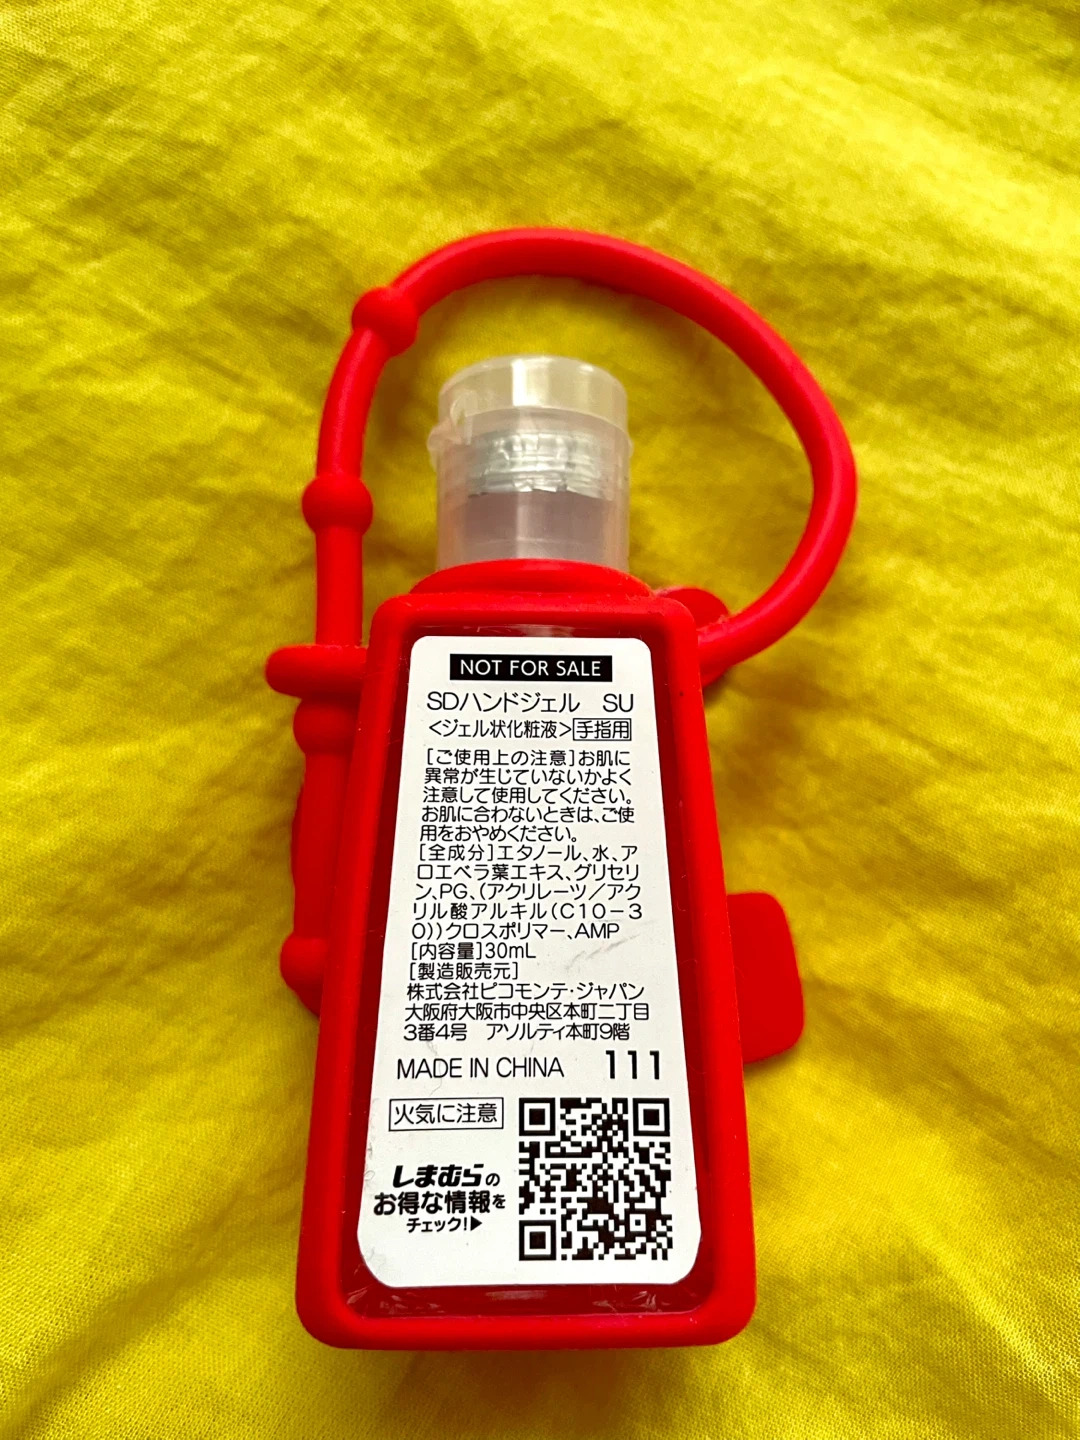 NOT FOR SALE
SDハンドジェル　SU
<ジェル状化粧液>手指用
[ご使用上の注意]お肌に
異常が生じていないかよく
注意して使用してください。
お肌に合わないときは、ご使
用をおやめください。
[全成分]エタノール、水、ア
ロエベラ葉エキス、グリセリ
ン、PG、(アクリレーツ／アク
リル酸アルキル(C10－3
0))クロスポリマー、AMP
[内容量]30mL
[製造販売元]
株式会社ピコモンテ・ジャパン
大阪府大阪市中央区本町二丁目
3番4号　アソルティ本町9階
MADE IN CHINA 111
火気に注意
しまむらの
お得な情報を
チェック!▶